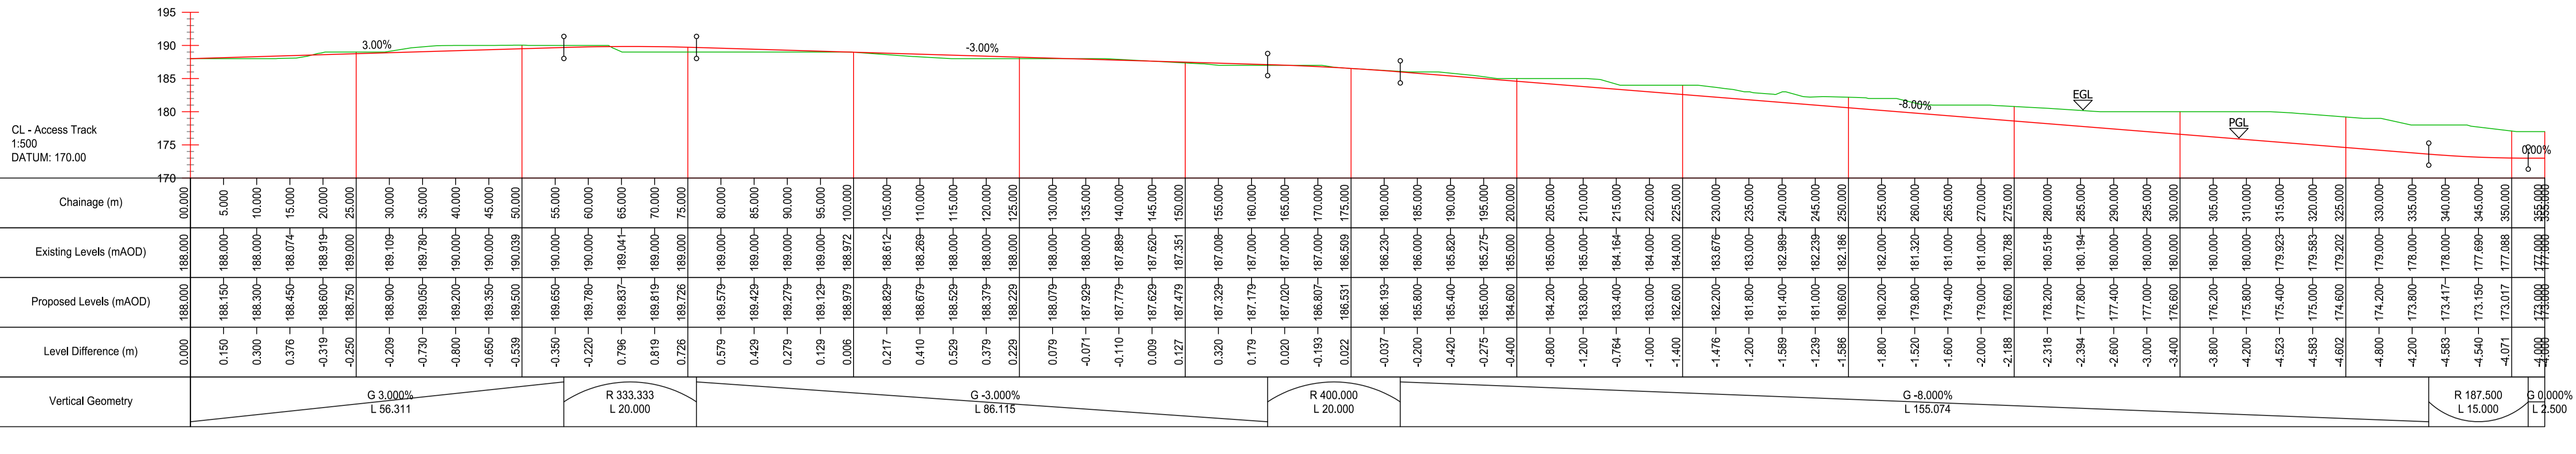 195
190
185
180
175
170
3.00%
-3.00%
-8.00%
EGL
PGL
0.00%
CL - Access Track
1:500
DATUM: 170.00
Chainage (m) 00.000 5.0000 10.000 15.000 20.000 25.000 30.000 35.000 40.000 45.000 50.000 55.000 60.000 65.000 70.000 75.000 80.000 85.000 90.000 95.000 100.000 105.000 110.000 115.000 120.000 125.000 130.000 135.000 140.000 145.000 150.000 155.000 160.000 165.000 170.000 175.000 180.000 185.000 190.000 195.000 200.000 205.000 210.000 215.000 220.000 225.000 230.000 235.000 240.000 245.000 250.000 255.000 260.000 265.000 270.000 275.000 280.000 285.000 290.000 295.000 300.000 305.000 310.000 315.000 320.000 325.000 330.000 335.000 340.000 345.000 350.000 355.000 355.000
Existing Levels (mAOD) 188.000 188.000 188.000 188.074 188.919 189.000 189.109 189.780 190.000 190.000 190.039 190.000 190.000 189.041 189.000 189.000 189.000 189.000 189.000 189.000 188.972 188.612 188.269 188.000 188.000 188.000 188.000 188.000 187.889 187.620 187.351 187.008 187.000 187.000 187.000 186.509 186.230 186.000 185.820 185.275 185.000 185.000 185.000 184.164 184.000 184.000 183.676 183.000 182.989 182.239 182.186 182.000 181.320 181.000 181.000 180.788 180.518 180.194 180.000 180.000 180.000 180.000 180.000 179.923 179.583 179.202 179.000 178.000 178.000 177.690 177.088 177.000 177.000
Proposed Levels (mAOD) 188.000 188.150 188.300 188.450 188.600 188.750 188.900 189.050 189.200 189.350 189.500 189.650 189.780 189.837 189.819 189.726 189.579 189.429 189.279 189.129 188.979 188.829 188.679 188.529 188.379 188.229 188.079 187.929 187.779 187.629 187.479 187.329 187.179 187.020 186.807 186.531 186.193 185.800 185.400 185.000 184.600 184.200 183.800 183.400 183.000 182.600 182.200 181.800 181.400 181.000 180.600 180.200 179.800 179.400 179.000 178.600 178.200 177.800 177.400 177.000 176.600 176.200 175.800 175.400 175.000 174.600 174.200 173.800 173.417 173.150 173.017 173.000 173.000
Level Difference (m) 0.000 0.150 0.300 0.376 -0.319 -0.250 -0.209 -0.730 -0.800 -0.650 -0.539 -0.350 -0.220 0.796 0.819 0.726 0.579 0.429 0.279 0.129 0.006 0.217 0.410 0.529 0.379 0.229 0.079 -0.071 -0.110 0.009 0.127 0.320 0.179 0.020 -0.193 0.022 -0.037 -0.200 -0.420 -0.275 -0.400 -0.800 -1.200 -0.764 -1.000 -1.400 -1.476 -1.200 -1.589 -1.239 -1.586 -1.800 -1.520 -1.600 -2.000 -2.188 -2.318 -2.394 -2.600 -3.000 -3.400 -3.800 -4.200 -4.523 -4.583 -4.602 -4.800 -4.200 -4.583 -4.540 -4.071 -4.000 -4.000
Vertical Geometry
G 3.000%
L 56.311
R 333.333
L 20.000
G -3.000%
L 86.115
R 400.000
L 20.000
G -8.000%
L 155.074
R 187.500
L 15.000
G 0.000%
L 2.500